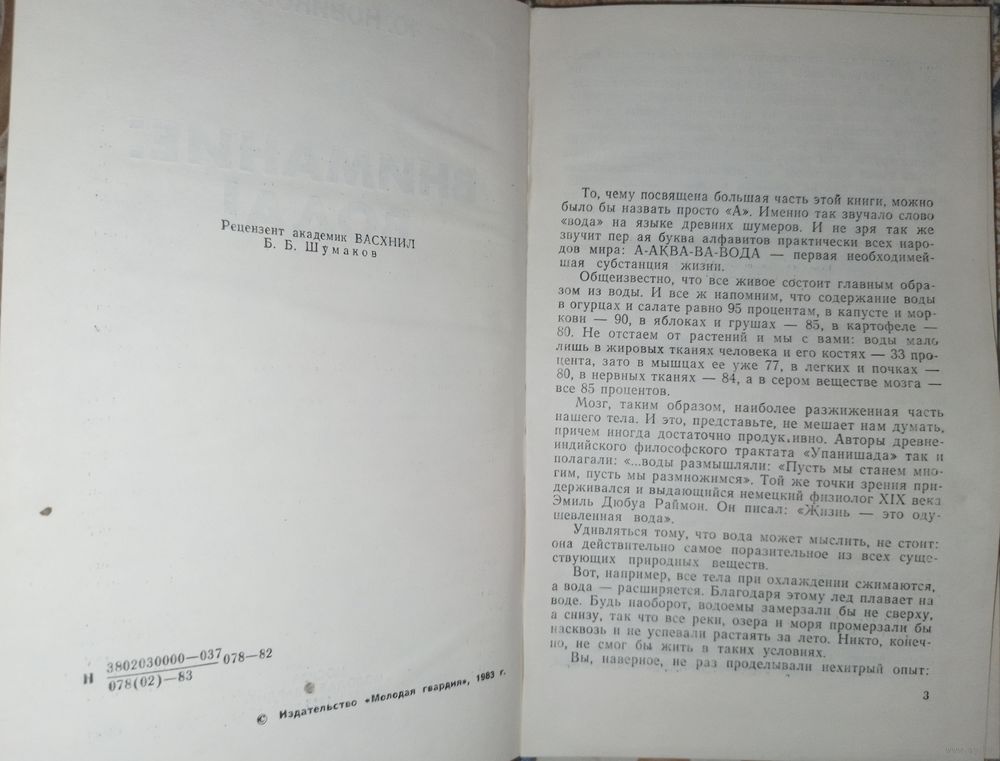 Рецензент академик ВАСХНИЛ
Б. Б. Шумаков
Н 3802030000—037 078—82
078(02)—83
© Издательство «Молодая гвардия», 1983 г.
То, чему посвящена большая часть этой книги, можно
было бы назвать просто «А». Именно так звучало слово
«вода» на языке древних шумеров. И не зря так же
звучит пер ая буква алфавитов практически всех наро-
дов мира: А-АКВА-ВА-ВОДА — первая необходимей-
шая субстанция жизни.
Общеизвестно, что все живое состоит главным обра-
зом из воды. И все ж напомним, что содержание воды
в огурцах и салате равно 95 процентам, в капусте и мор-
кови — 90, в яблоках и грушах — 85, в картофеле —
80. Не отстаем от растений и мы с вами: воды мало
лишь в жировых тканях человека и его костях — 33 про-
цента, зато в мышцах ее уже 77, в легких и почках —
80, в нервных тканях — 84, а в сером веществе мозга —
все 85 процентов.
Мозг, таким образом, наиболее разжиженная часть
нашего тела. И это, представьте, не мешает нам думать,
причем иногда достаточно продук.ивно. Авторы древне-
индийского философского трактата «Упанишада» так и
полагали: «...воды размышляли: «Пусть мы станем мно-
гим, пусть мы размножимся». Той же точки зрения при-
держивался и выдающийся немецкий физиолог XIX века
Эмиль Дюбуа Раймон. Он писал: «Жизнь — это оду-
шевленная вода».
Удивляться тому, что вода может мыслить, не стоит:
она действительно самое поразительное из всех суще-
ствующих природных веществ.
Вот, например, все тела при охлаждении сжимаются,
а вода — расширяется. Благодаря этому лед плавает на
воде. Будь наоборот, водоемы замерзали бы не сверху,
а снизу, так что все реки, озера и моря промерзали бы
насквозь и не успевали растаять за лето. Никто, конеч-
но, не смог бы жить в таких условиях.
Вы, наверное, не раз проделывали нехитрый опыт:
3